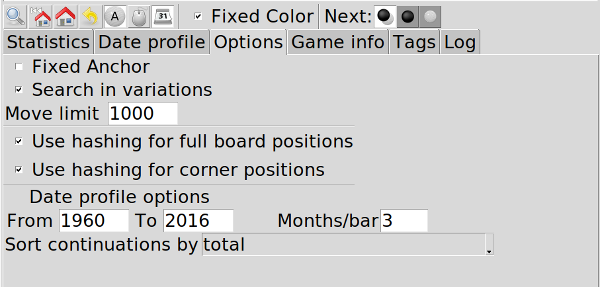 A 31 Fixed Color Next:
Statistics Date profile Options Game info Tags Log
Fixed Anchor
Search in variations
Move limit 1000
Use hashing for full board positions
Use hashing for corner positions
Date profile options
From 1960 To 2016 Months/bar 3
Sort continuations by total